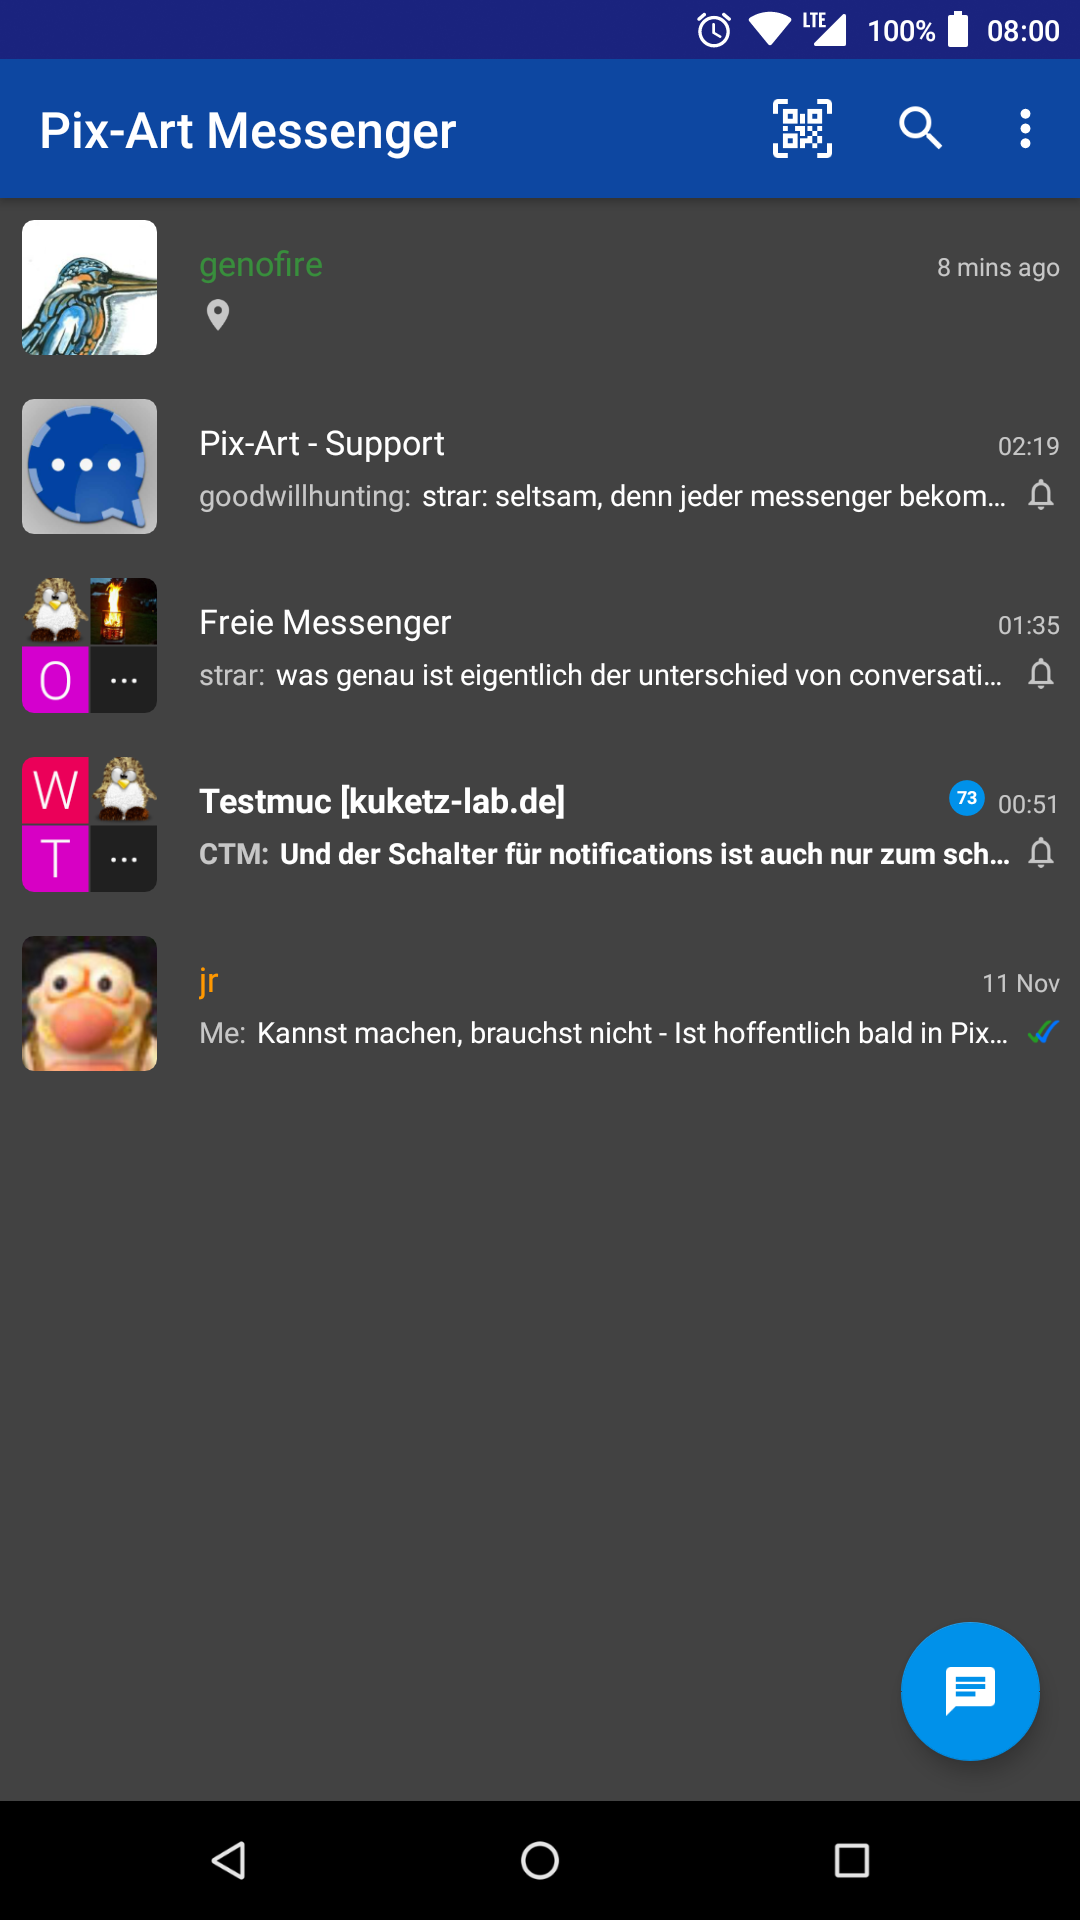 LTE 100% 08:00
Pix-Art Messenger
genofire 8 mins ago
Pix-Art - Support 02:19
goodwillhunting: strar: seltsam, denn jeder messenger bekom…
Freie Messenger 01:35
strar: was genau ist eigentlich der unterschied von conversati…
O …
W
Testmuc [kuketz-lab.de] 73 00:51
CTM: Und der Schalter für notifications ist auch nur zum sch…
T …
jr 11 Nov
Me: Kannst machen, brauchst nicht - Ist hoffentlich bald in Pix…